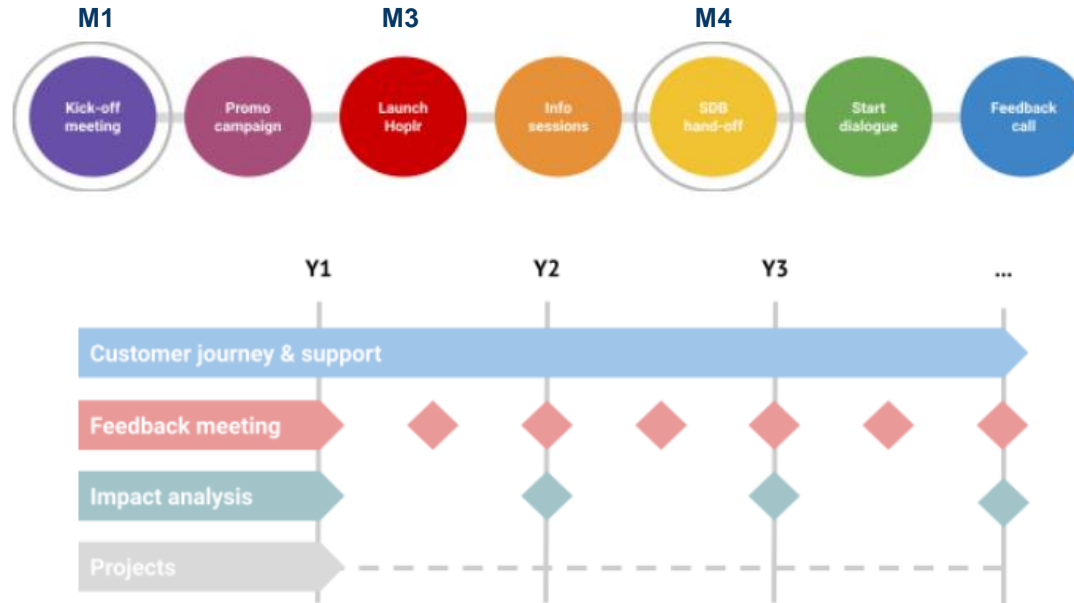 M1 M3 M4
Kick-off
meeting
Promo
campaign
Launch
Hoplr
Info
sessions
SDB
hand-off
Start
dialogue
Feedback
call
Y1 Y2 Y3 ...
Customer journey & support
Feedback meeting
Impact analysis
Projects